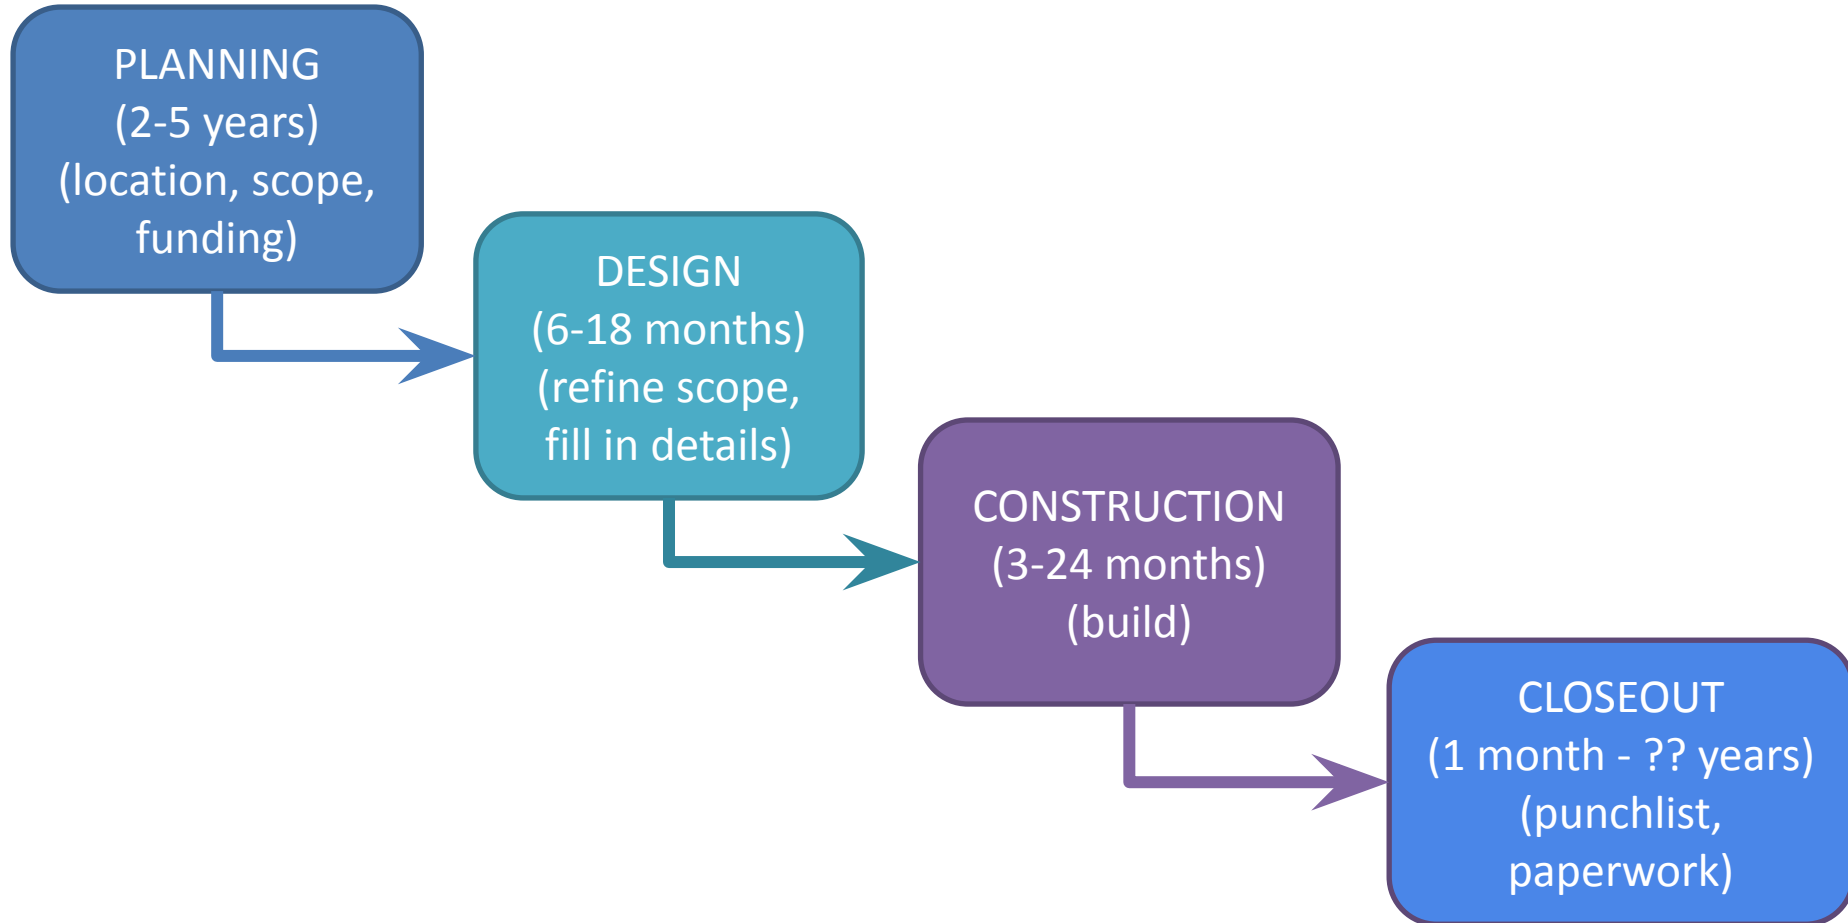 PLANNING
(2-5 years)
(location, scope,
funding)
DESIGN
(6-18 months)
(refine scope,
fill in details)
CONSTRUCTION
(3-24 months)
(build)
CLOSEOUT
(1 month - ?? years)
(punchlist,
paperwork)